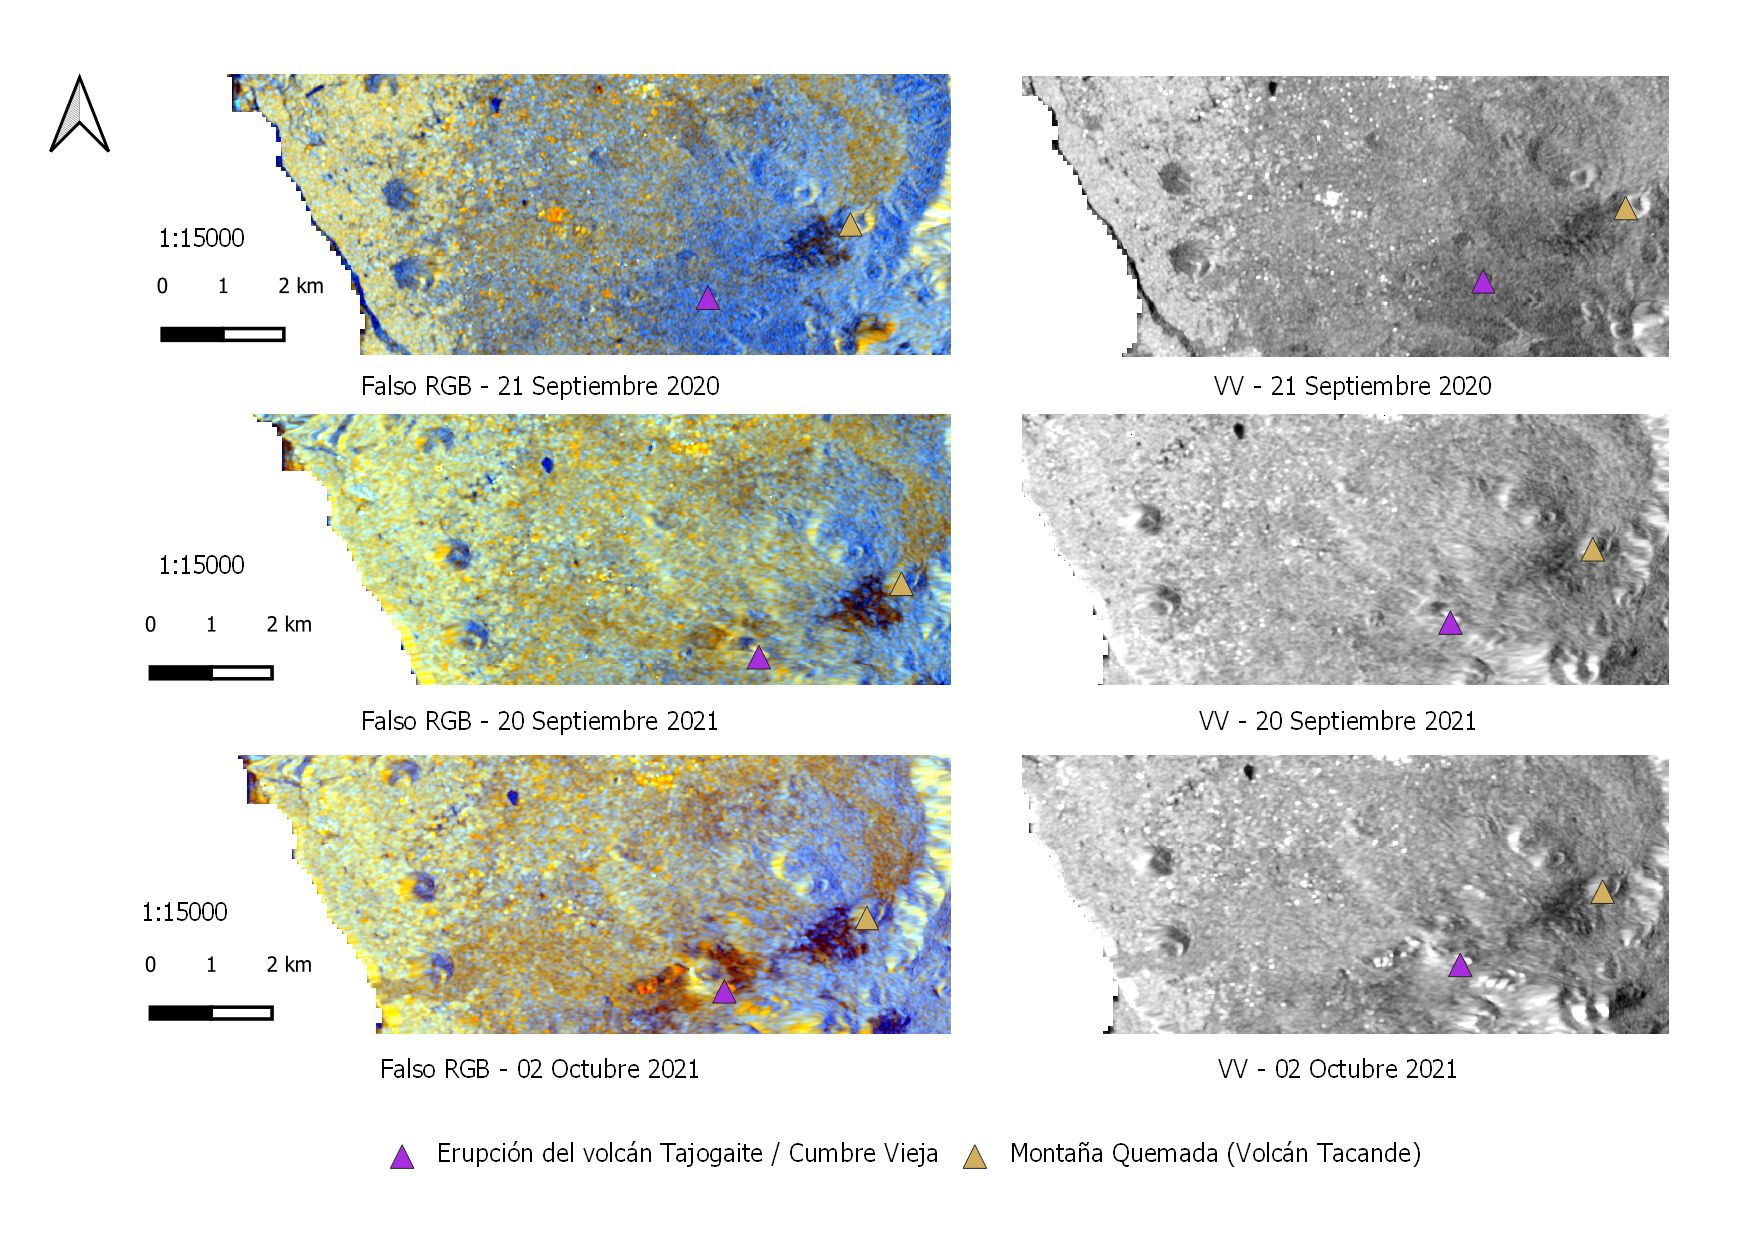 1:15000
0 1 2 km
Falso RGB - 21 Septiembre 2020
VV - 21 Septiembre 2020
1:15000
0 1 2 km
Falso RGB - 20 Septiembre 2021
VV - 20 Septiembre 2021
1:15000
0 1 2 km
Falso RGB - 02 Octubre 2021
VV - 02 Octubre 2021
Erupción del volcán Tajogaite / Cumbre Vieja
Montaña Quemada (Volcán Tacande)